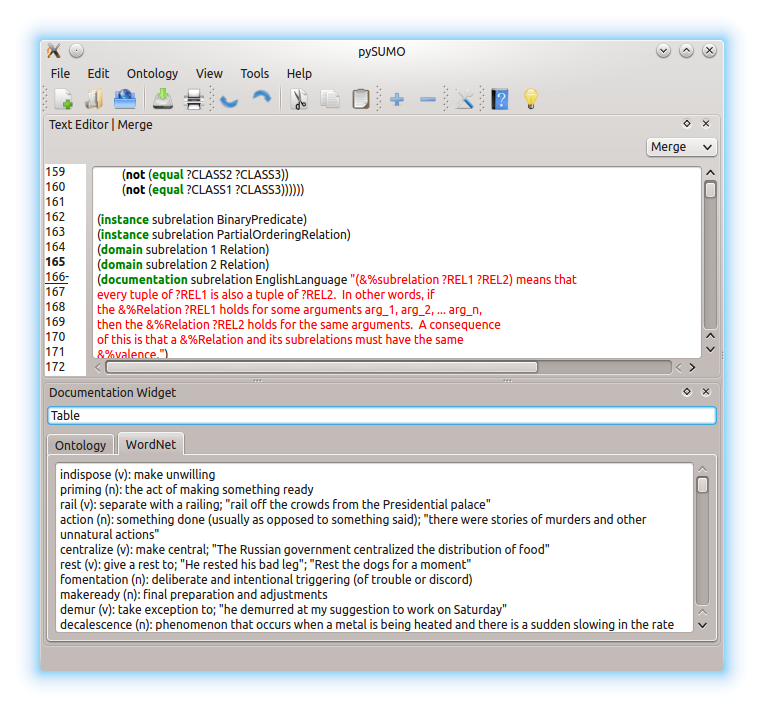 pySUMO
File Edit Ontology View Tools Help
Text Editor | Merge
Merge
159 (not (equal ?CLASS2 ?CLASS3))
160 (not (equal ?CLASS1 ?CLASS3))))))
161
162 (instance subrelation BinaryPredicate)
163 (instance subrelation PartialOrderingRelation)
164 (domain subrelation 1 Relation)
165 (domain subrelation 2 Relation)
166- (documentation subrelation EnglishLanguage "(&%subrelation ?REL1 ?REL2) means that
167 every tuple of ?REL1 is also a tuple of ?REL2. In other words, if
168 the &%Relation ?REL1 holds for some arguments arg_1, arg_2, ... arg_n,
169 then the &%Relation ?REL2 holds for the same arguments. A consequence
170 of this is that a &%Relation and its subrelations must have the same
171 &%valence.")
172
Documentation Widget
Table
Ontology WordNet
indispose (v): make unwilling
priming (n): the act of making something ready
rail (v): separate with a railing; "rail off the crowds from the Presidential palace"
action (n): something done (usually as opposed to something said); "there were stories of murders and other
unnatural actions"
centralize (v): make central; "The Russian government centralized the distribution of food"
rest (v): give a rest to; "He rested his bad leg"; "Rest the dogs for a moment"
fomentation (n): deliberate and intentional triggering (of trouble or discord)
makeready (n): final preparation and adjustments
demur (v): take exception to; "he demurred at my suggestion to work on Saturday"
decalescence (n): phenomenon that occurs when a metal is being heated and there is a sudden slowing in the rate